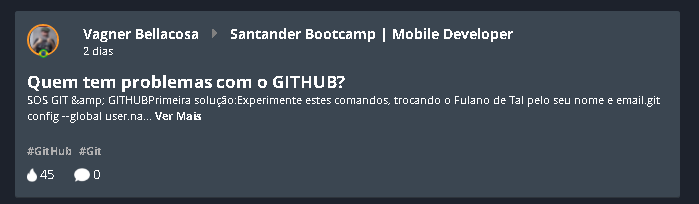 Vagner Bellacosa Santander Bootcamp | Mobile Developer
2 dias
Quem tem problemas com o GITHUB?
SOS GIT &amp; GITHUBPrimeira solução:Experimente estes comandos, trocando o Fulano de Tal pelo seu nome e email.git
config --global user.na... Ver Mais
#GitHub #Git
45 0